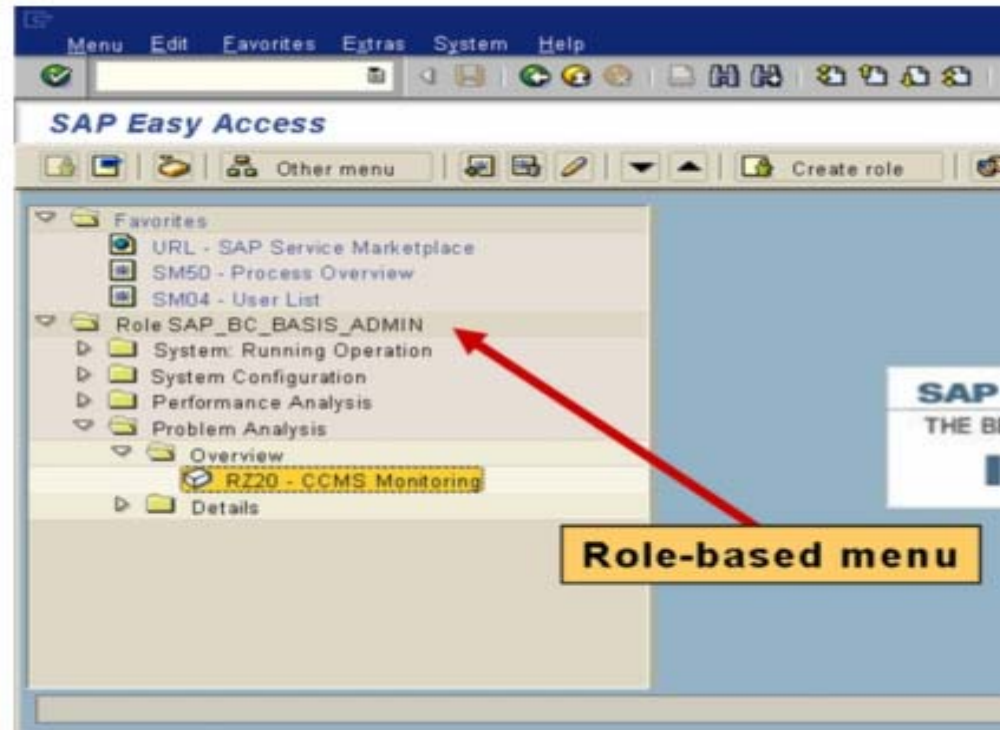 Menu Edit Favorites Extras System Help
SAP Easy Access
Other menu Create role
Favorites
URL - SAP Service Marketplace
SM50 - Process Overview
SM04 - User List
Role SAP_BC_BASIS_ADMIN
System: Running Operation
System Configuration
Performance Analysis
Problem Analysis
Overview
RZ20 - CCMS Monitoring
Details
SAP
THE
Role-based menu